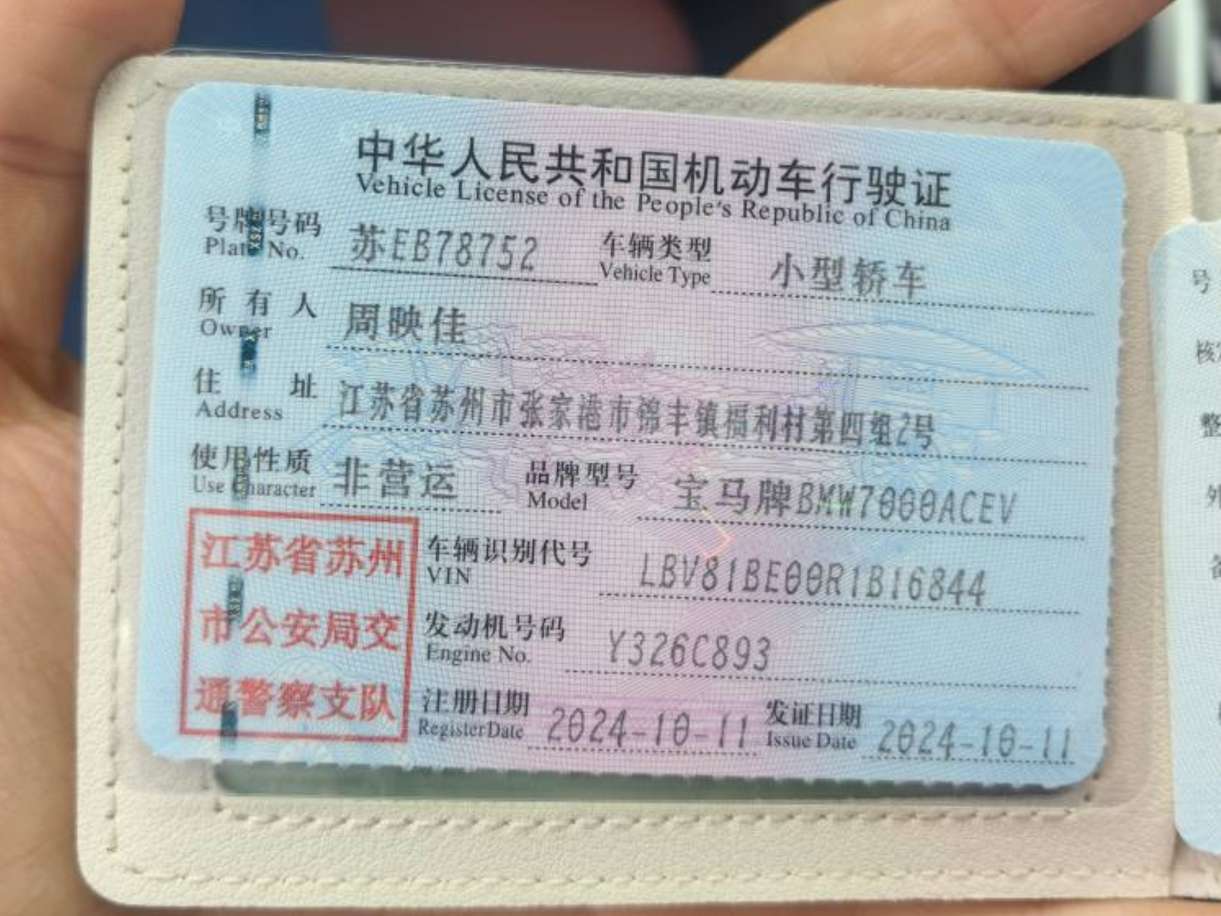 中华人民共和国机动车行驶证
Vehicle License of the People's Republic of China
号牌号码 苏EB78752 车辆类型 小型轿车
Plate No. Vehicle Type
所有人 周映佳
Owner
住址 江苏省苏州市张家港市锦丰镇福利村第四组2号
Address
使用性质 非营运 品牌型号 宝马牌BMW7000ACEV
Use Character Model
江苏省苏州
市公安局交
通警察支队
车辆识别代号 LBV81BE00R1B16844
VIN
发动机号码 Y326C893
Engine No.
注册日期 2024-10-11 发证日期 2024-10-11
Register Date Issue Date
号
核
整
外